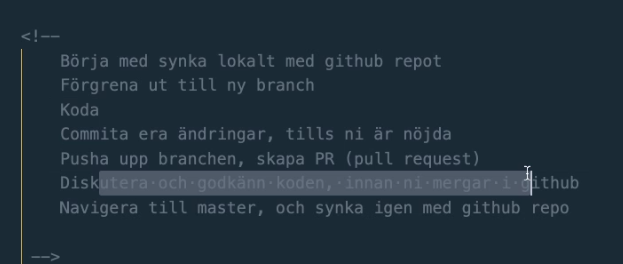 <!--
Börja med synka lokalt med github repot
Förgrena ut till ny branch
Koda
Commita era ändringar, tills ni är nöjda
Pusha upp branchen, skapa PR (pull request)
Diskutera och godkänn koden, innan ni mergar i github
Navigera till master, och synka igen med github repo
-->